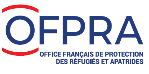 OFPRA
OFFICE FRANÇAIS DE PROTECTION
DES RÉFUGIÉS ET APATRIDES